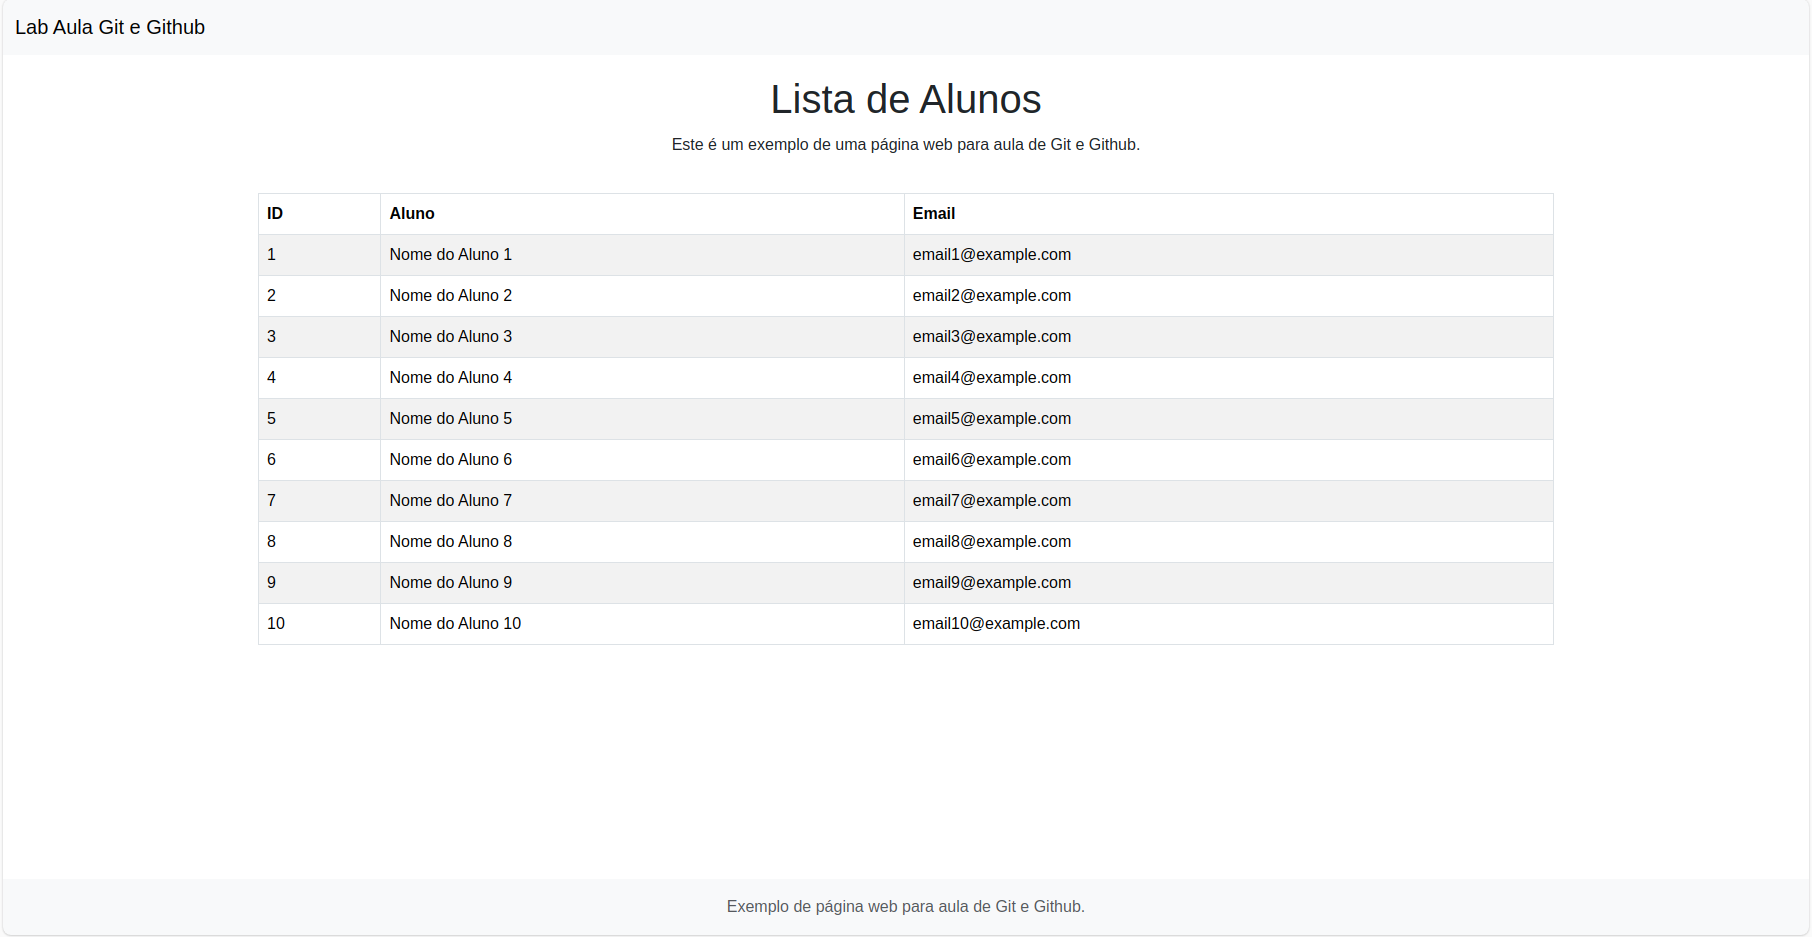 Lab Aula Git e Github
Lista de Alunos
Este é um exemplo de uma página web para aula de Git e Github.
ID Aluno Email
1 Nome do Aluno 1 email1@example.com
2 Nome do Aluno 2 email2@example.com
3 Nome do Aluno 3 email3@example.com
4 Nome do Aluno 4 email4@example.com
5 Nome do Aluno 5 email5@example.com
6 Nome do Aluno 6 email6@example.com
7 Nome do Aluno 7 email7@example.com
8 Nome do Aluno 8 email8@example.com
9 Nome do Aluno 9 email9@example.com
10 Nome do Aluno 10 email10@example.com
Exemplo de página web para aula de Git e Github.